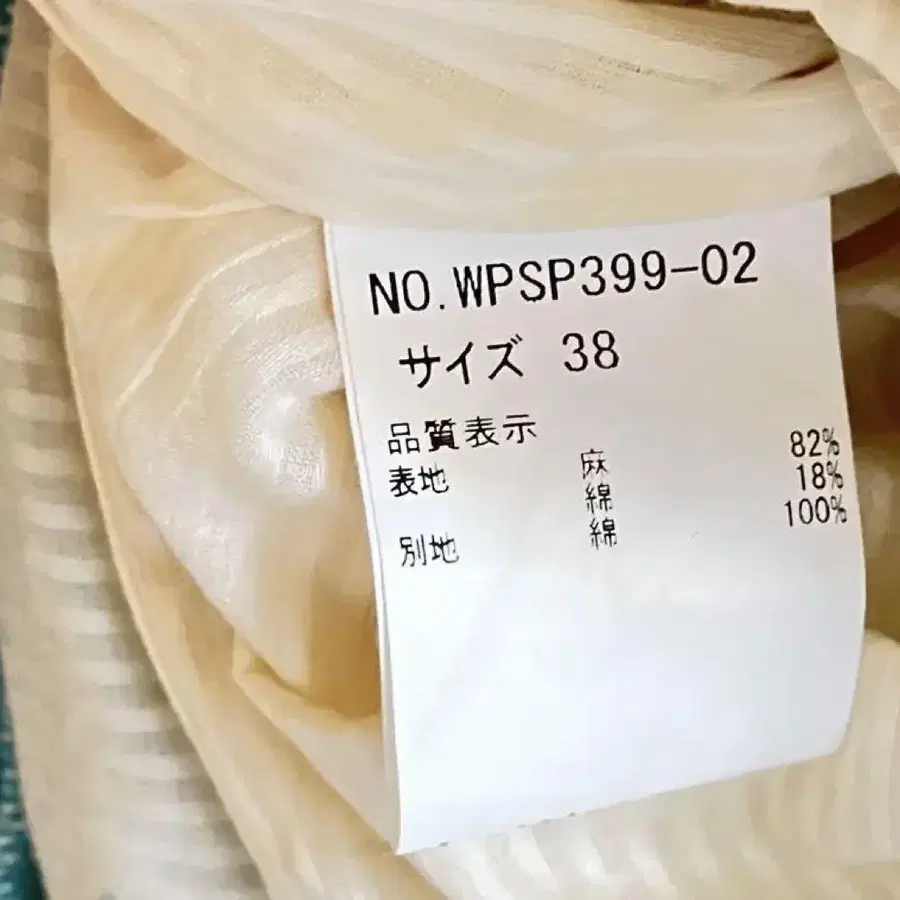 NO.WPSP399-02
サイズ 38
品質表示
表地 麻 82%
綿 18%
別地 綿 100%